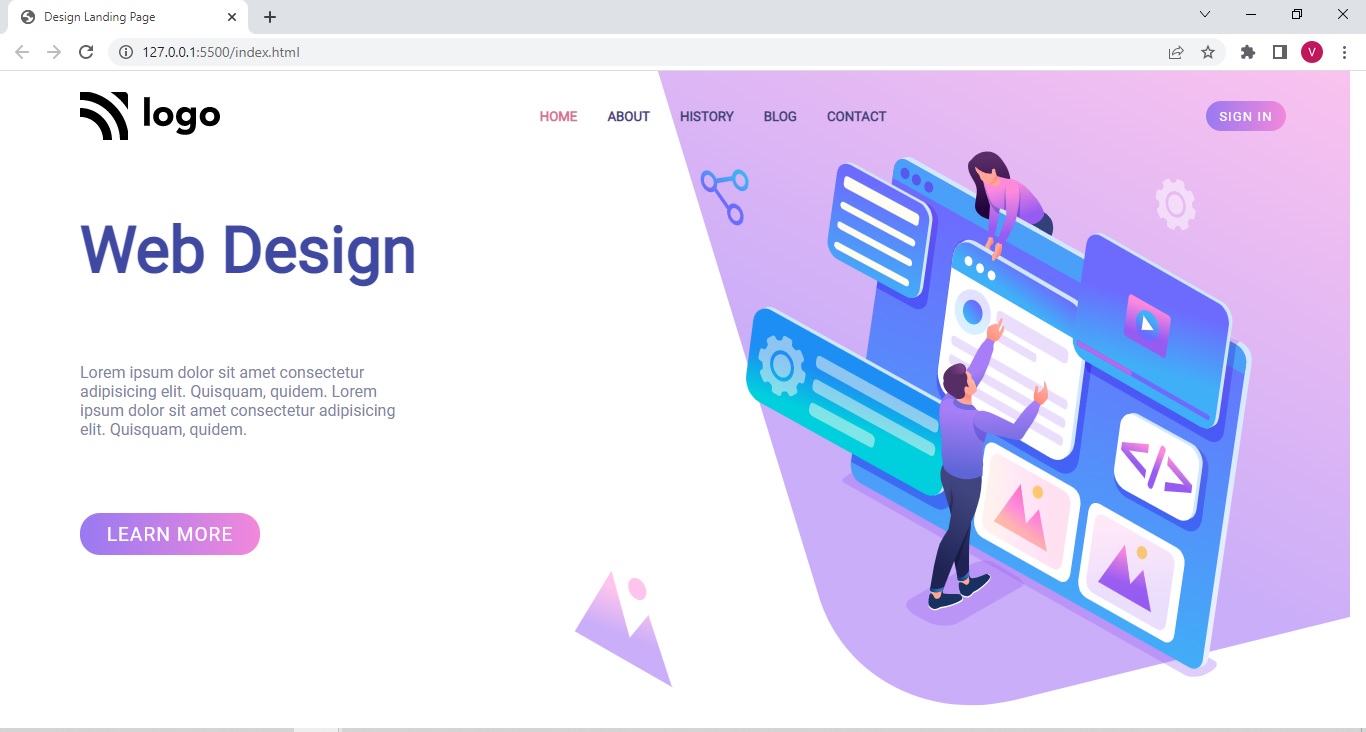 Design Landing Page
127.0.0.1:5500/index.html
V
logo
HOME ABOUT HISTORY BLOG CONTACT
SIGN IN
Web Design
Lorem ipsum dolor sit amet consectetur
adipisicing elit. Quisquam, quidem. Lorem
ipsum dolor sit amet consectetur adipisicing
elit. Quisquam, quidem.
LEARN MORE